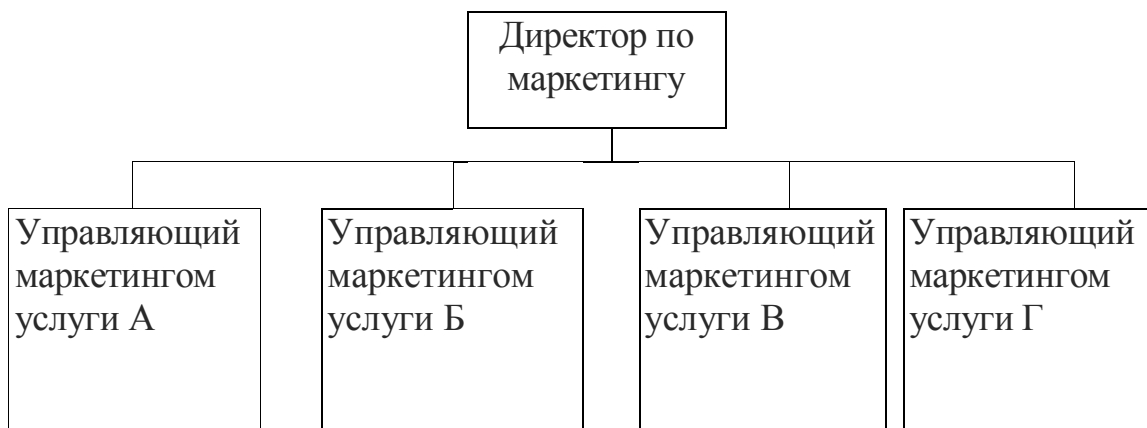 Директор по
маркетингу
Управляющий
маркетингом
услуги А
Управляющий
маркетингом
услуги Б
Управляющий
маркетингом
услуги В
Управляющий
маркетингом
услуги Г